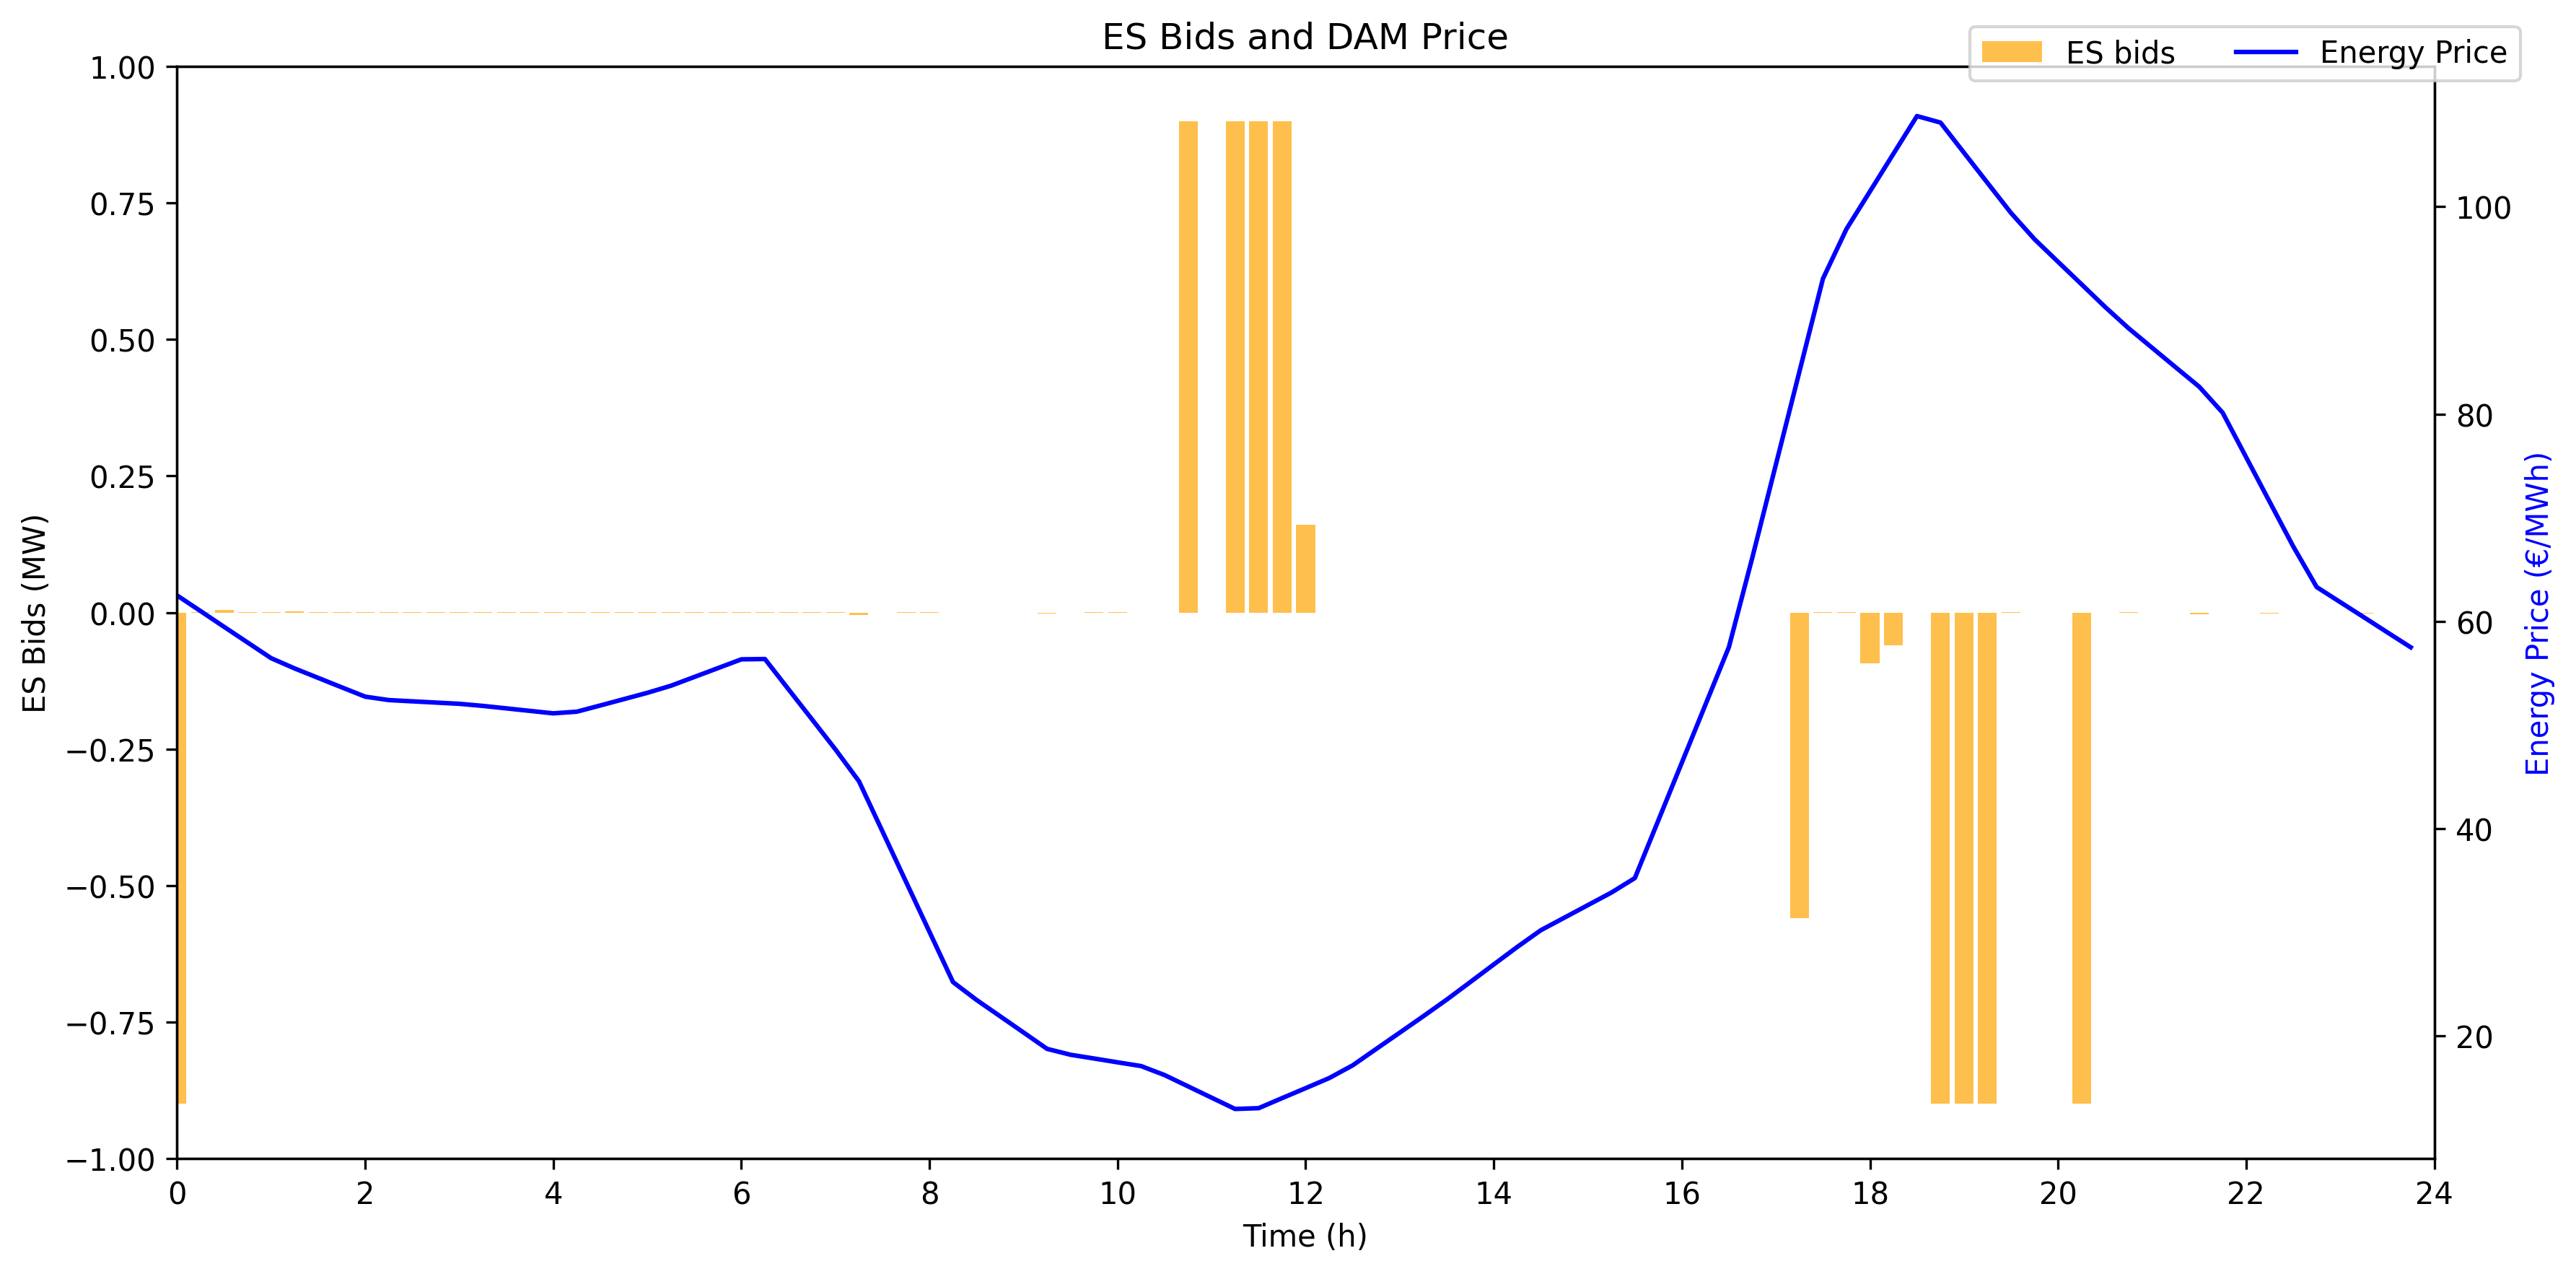 ES Bids and DAM Price
ES bids
Energy Price
1.00
0.75
0.50
0.25
0.00
−0.25
−0.50
−0.75
−1.00
ES Bids (MW)
100
80
60
40
20
Energy Price (€/MWh)
0 2 4 6 8 10 12 14 16 18 20 22 24
Time (h)